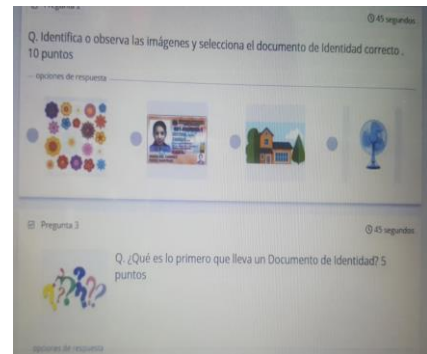 45 segundos
Q. Identifica o observa las imágenes y selecciona el documento de Identidad correcto .
10 puntos
opciones de respuesta
Pregunta 3
45 segundos
Q. ¿Qué es lo primero que lleva un Documento de Identidad? 5
puntos
opciones de respuesta